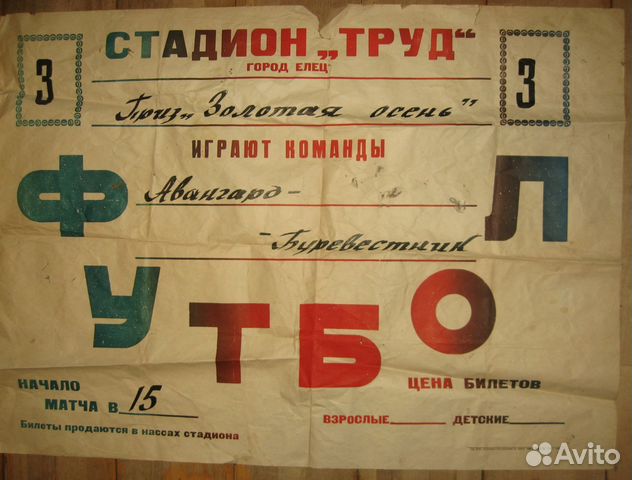 СТАДИОН „ТРУД“
ГОРОД ЕЛЕЦ
3 3
Приз „Золотая осень"
ИГРАЮТ КОМАНДЫ
Авангард -
- Буревестник
ФУТБОЛ
НАЧАЛО
МАТЧА В 15
ЦЕНА БИЛЕТОВ
ВЗРОСЛЫЕ ДЕТСКИЕ
Билеты продаются в кассах стадиона
Avito